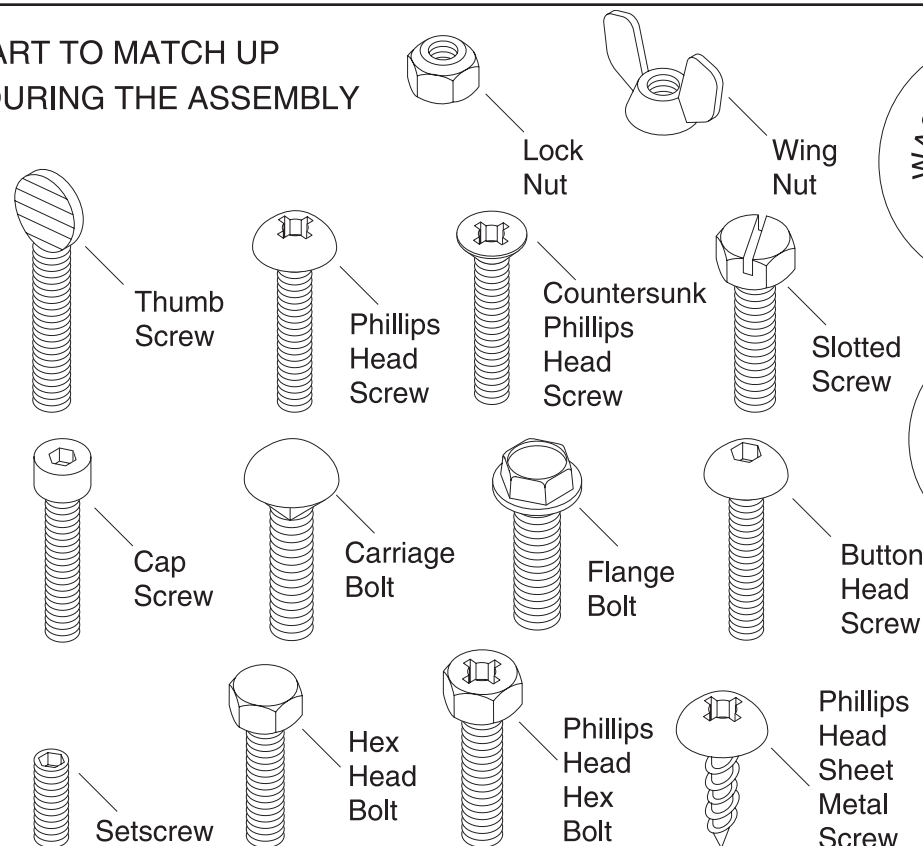 ART TO MATCH UP
DURING THE ASSEMBLY
Lock
Nut
Wing
Nut
Thumb
Screw
Phillips
Head
Screw
Countersunk
Phillips
Head
Screw
Slotted
Screw
Cap
Screw
Carriage
Bolt
Flange
Bolt
Button
Head
Screw
Setscrew
Hex
Head
Bolt
Phillips
Head
Hex
Bolt
Phillips
Head
Sheet
Metal
Screw